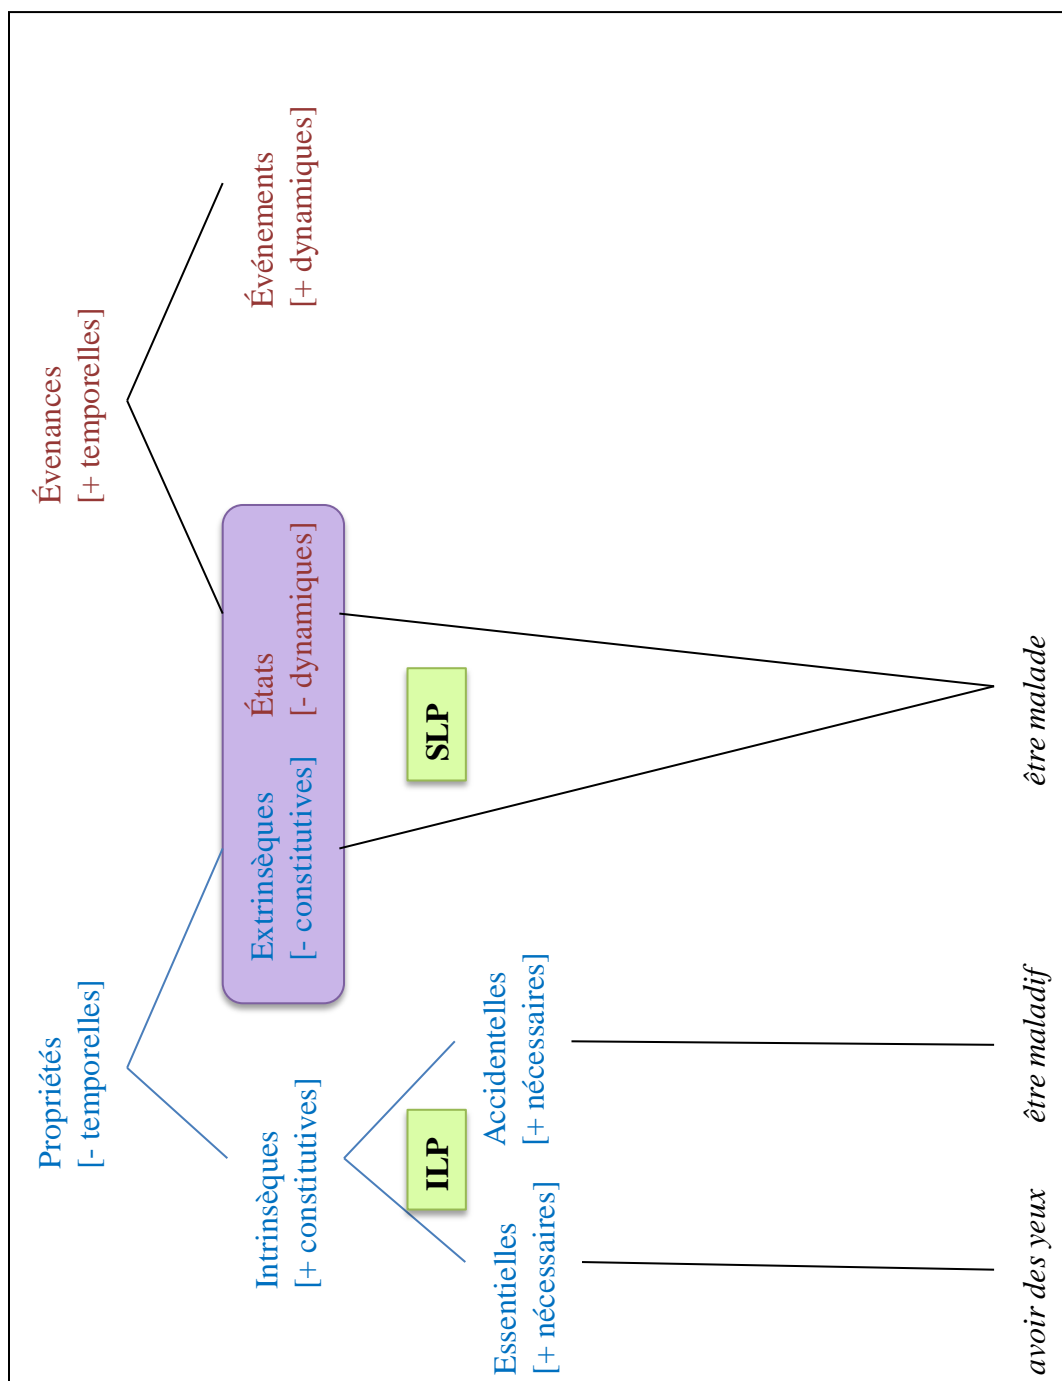 Propriétés
[- temporelles]
Évenances
[+ temporelles]
Intrinsèques
[+ constitutives]
Extrinsèques
[- constitutives]
États
[- dynamiques]
Événements
[+ dynamiques]
ILP
SLP
Essentielles
[+ nécessaires]
Accidentelles
[+ nécessaires]
avoir des yeux
être maladif
être malade